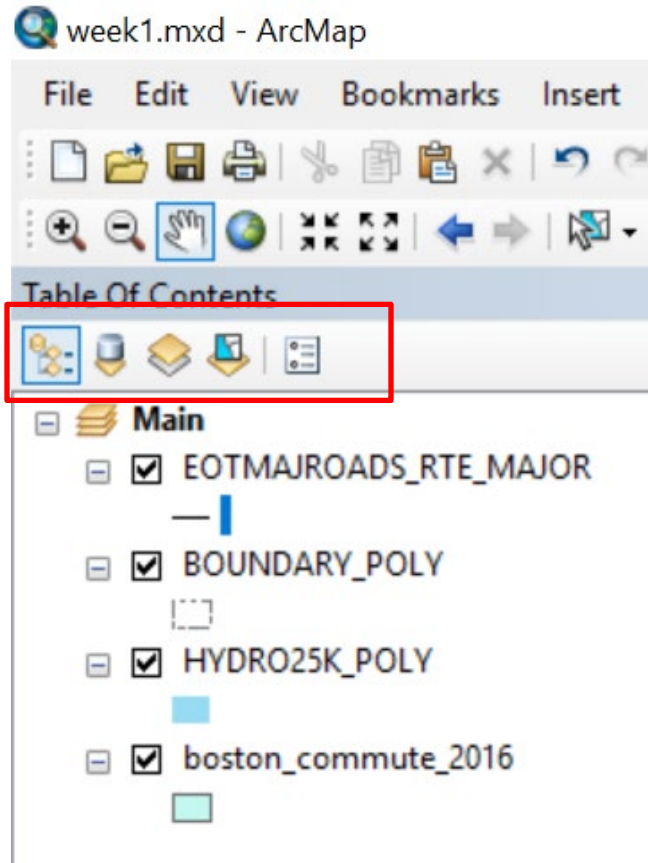 week1.mxd - ArcMap
File Edit View Bookmarks Insert
Table Of Contents
Main
EOTMAJROADS_RTE_MAJOR
BOUNDARY_POLY
HYDRO25K_POLY
boston_commute_2016